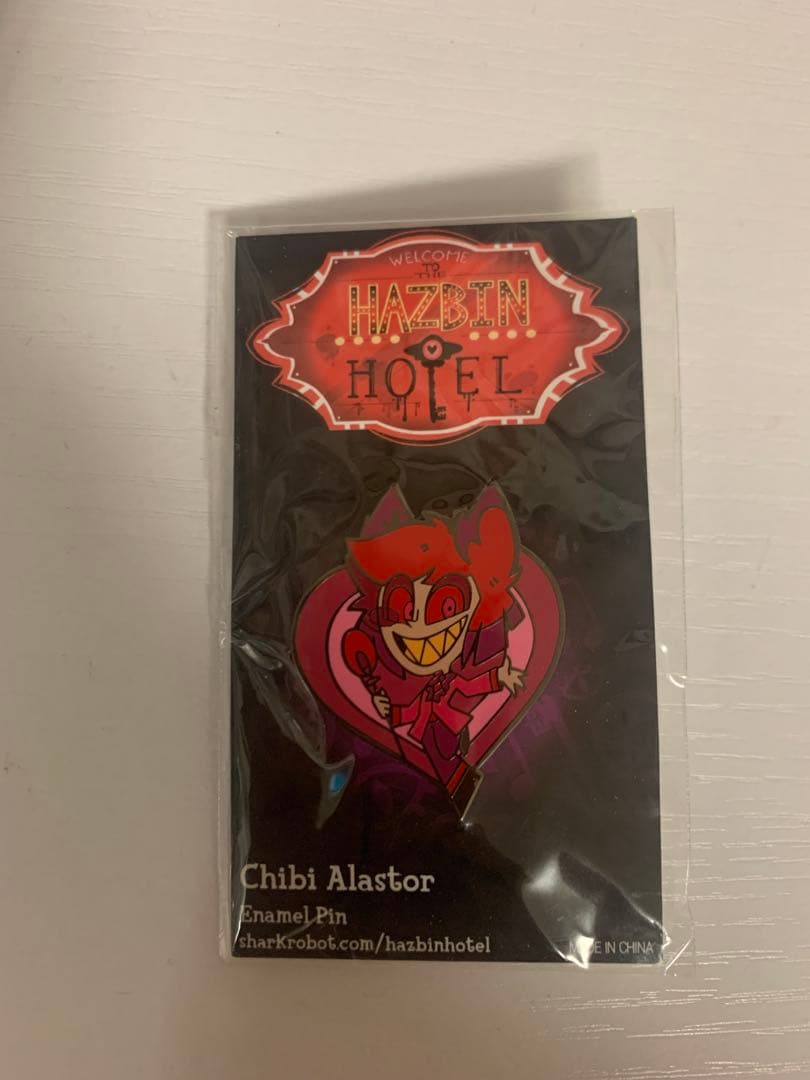 WELCOME
TO
THE
HAZBIN
HOTEL
Chibi Alastor
Enamel Pin
sharkrobot.com/hazbinhotel
MADE IN CHINA